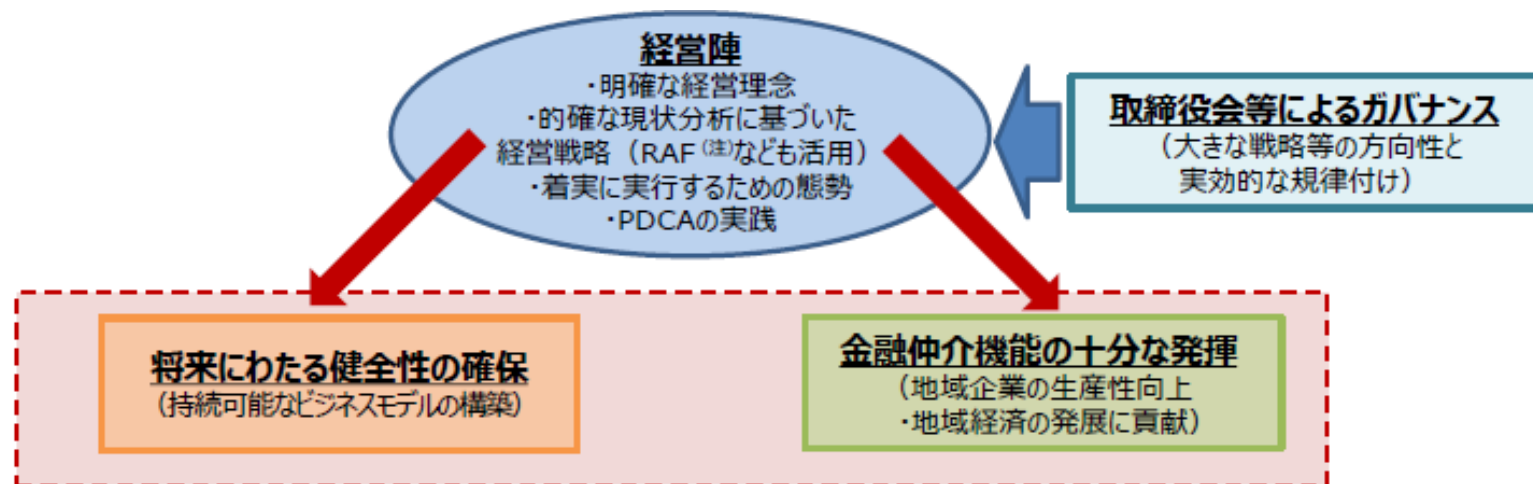 経営陣
・明確な経営理念
・的確な現状分析に基づいた
経営戦略（RAF（注）なども活用）
・着実に実行するための態勢
・PDCAの実践
取締役会等によるガバナンス
（大きな戦略等の方向性と
実効的な規律付け）
将来にわたる健全性の確保
（持続可能なビジネスモデルの構築）
金融仲介機能の十分な発揮
（地域企業の生産性向上
・地域経済の発展に貢献）